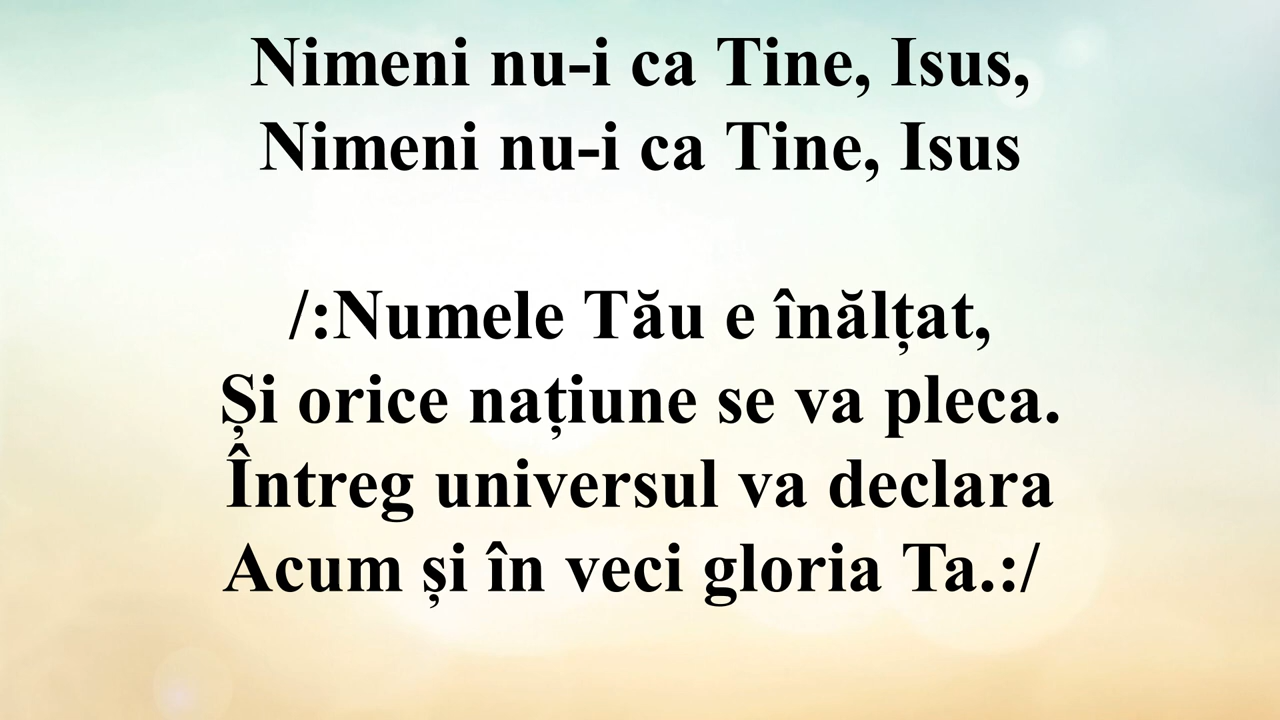 Nimeni nu-i ca Tine, Isus,
Nimeni nu-i ca Tine, Isus
/:Numele Tău e înălțat,
Și orice națiune se va pleca.
Întreg universul va declara
Acum și în veci gloria Ta.:/